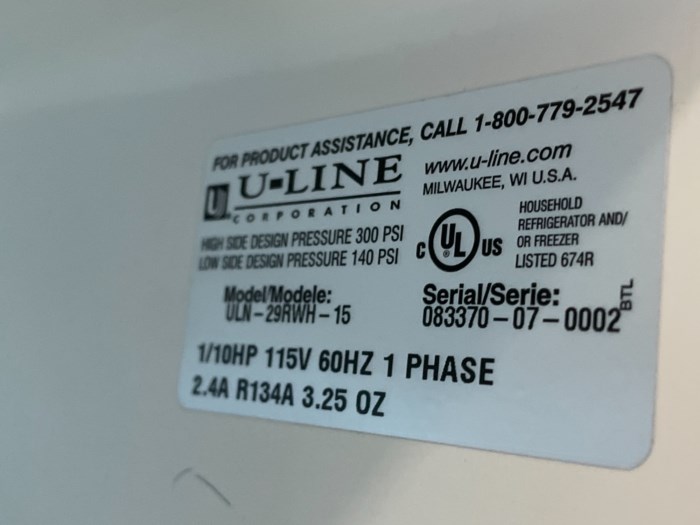 FOR PRODUCT ASSISTANCE, CALL 1-800-779-2547
U U-LINE
CORPORATION
www.u-line.com
MILWAUKEE, WI U.S.A.
HIGH SIDE DESIGN PRESSURE 300 PSI
LOW SIDE DESIGN PRESSURE 140 PSI
C UL ® US
HOUSEHOLD
REFRIGERATOR AND/
OR FREEZER
LISTED 674R
Model/Modele:
ULN-29RWH-15
Serial/Serie:
083370-07-0002
BTL
1/10HP 115V 60HZ 1 PHASE
2.4A R134A 3.25 OZ